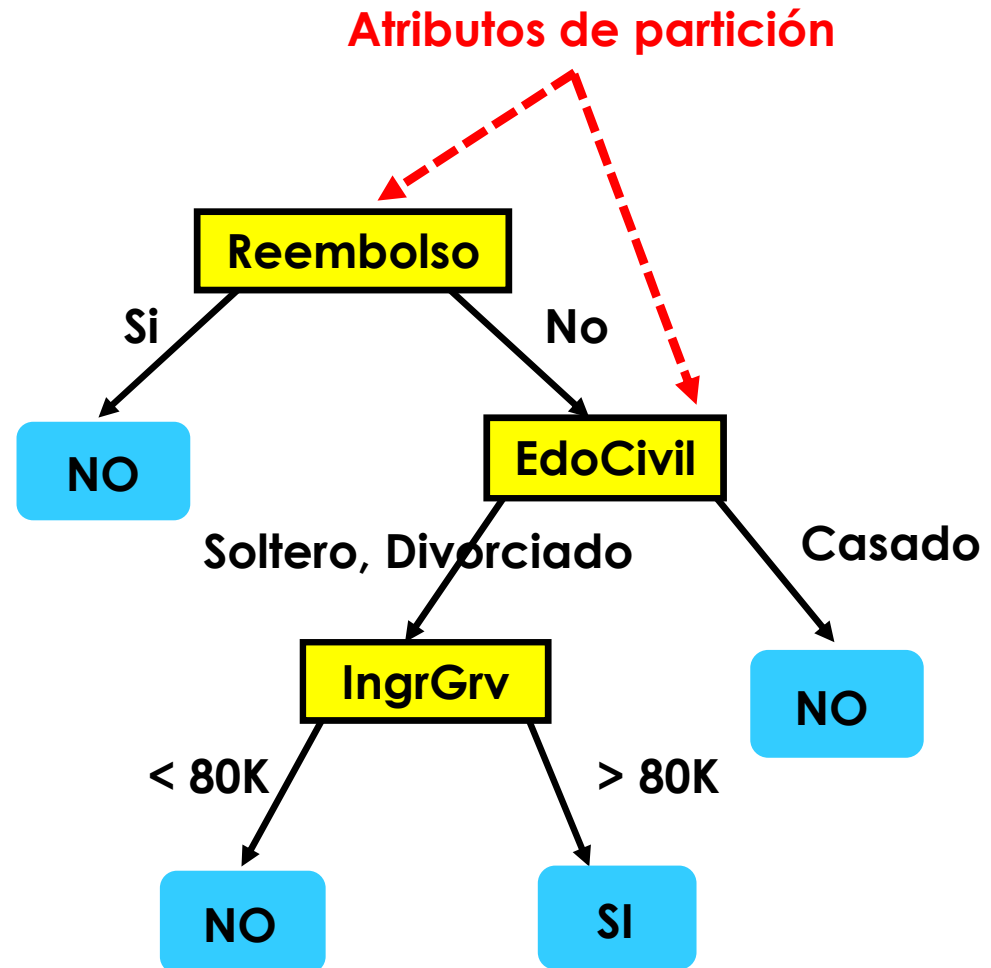 Atributos de partición
Reembolso
Si
No
NO
EdoCivil
Soltero, Divorciado
Casado
IngrGrv
NO
< 80K
> 80K
NO
SI